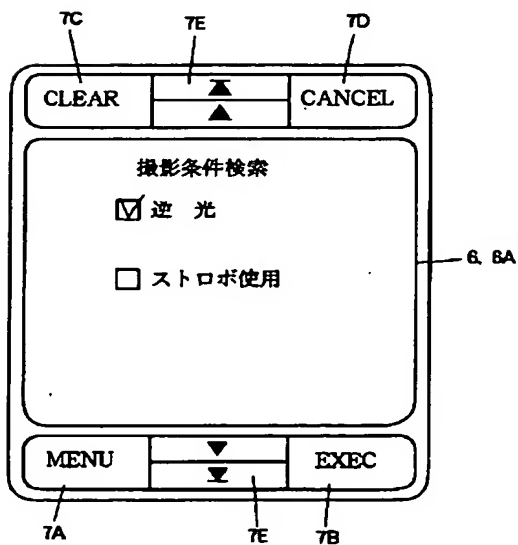 7C 7E 7D
CLEAR CANCEL
撮影条件検索
逆 光
ストロボ使用
6, 6A
MENU EXEC
7A 7E 7B